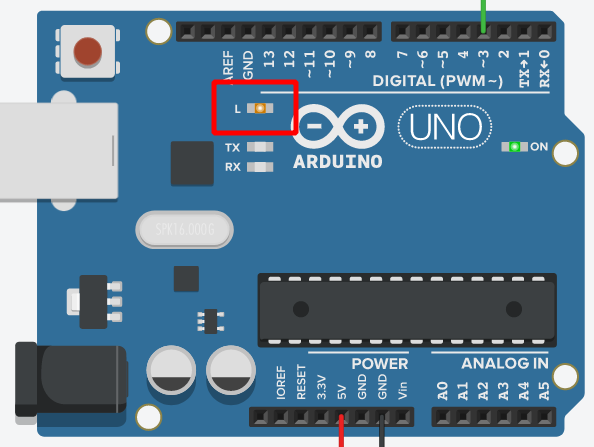 AREF
GND
13
12
~11
~10
~9
8
7
~6
~5
4
~3
2
TX→1
RX←0
DIGITAL (PWM~)
L
TX
RX
UNO
ARDUINO
ON
SPK16.000G
POWER
ANALOG IN
IOREF
RESET
3.3V
5V
GND
GND
Vin
A0
A1
A2
A3
A4
A5